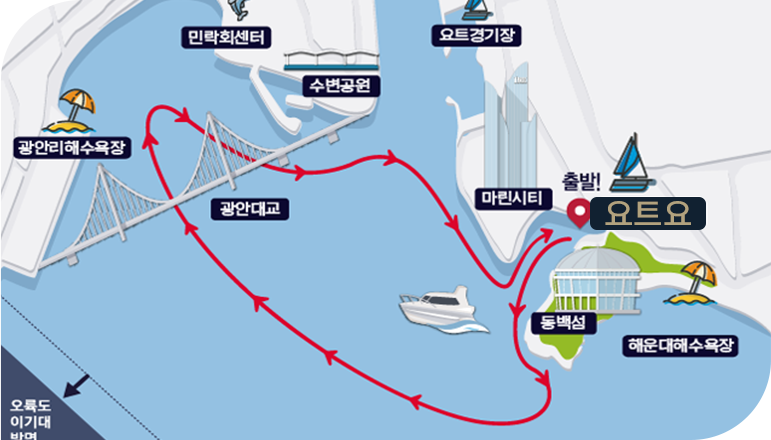 민락회센터
요트경기장
수변공원
광안리해수욕장
마린시티
출발!
요트요
광안대교
동백섬
해운대해수욕장
오륙도
이기대
방면